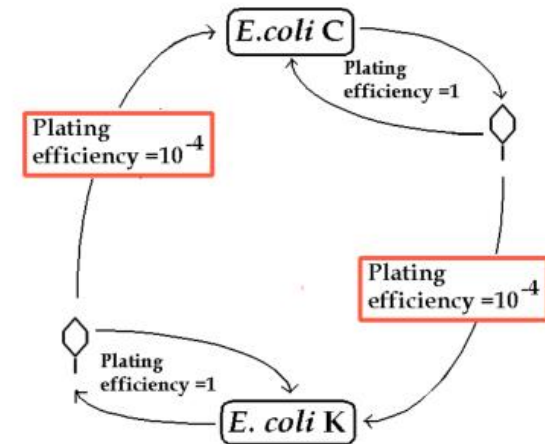 E.coli C
Plating
efficiency =1
Plating
efficiency =10⁻⁴
Plating
efficiency =10⁻⁴
Plating
efficiency =1
E. coli K